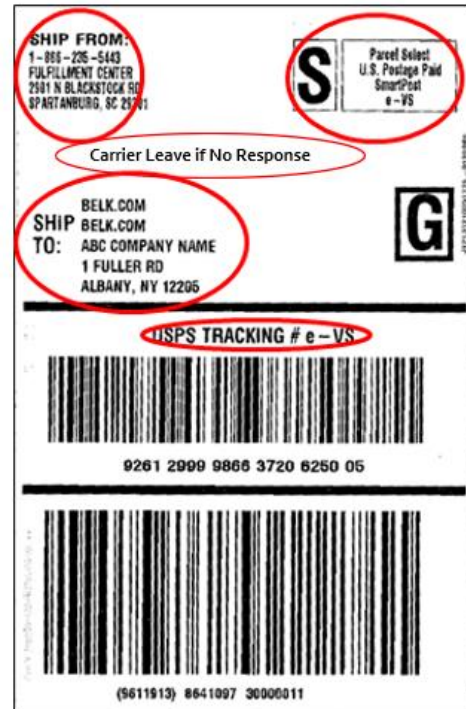 SHIP FROM:
1-866-235-5443
FULFILLMENT CENTER
2901 N BLACKSTOCK RD
SPARTANBURG, SC 29301
S
Parcel Select
U.S. Postage Paid
SmartPost
e-VS
Carrier Leave if No Response
G
BELK.COM
SHIP BELK.COM
TO: ABC COMPANY NAME
1 FULLER RD
ALBANY, NY 12205
USPS TRACKING # e-VS
9261 2999 9866 3720 6250 05
(9611913) 8641097 30006011